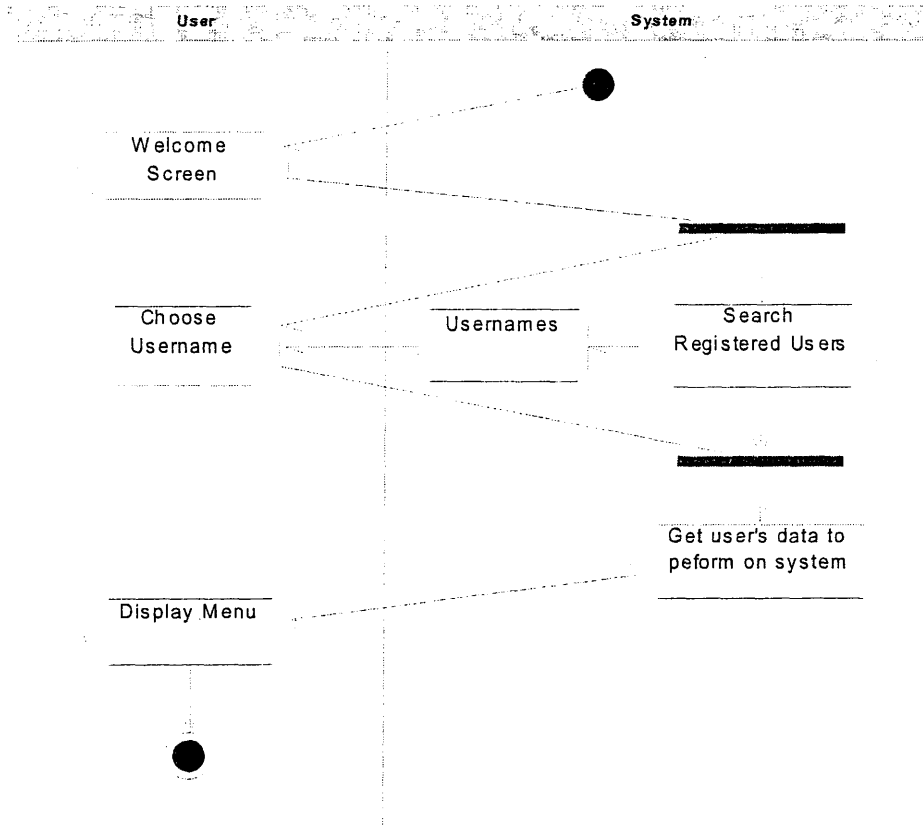 User
System
Welcome
Screen
Choose
Username
Usernames
Search
Registered Users
Get user's data to
peform on system
Display Menu